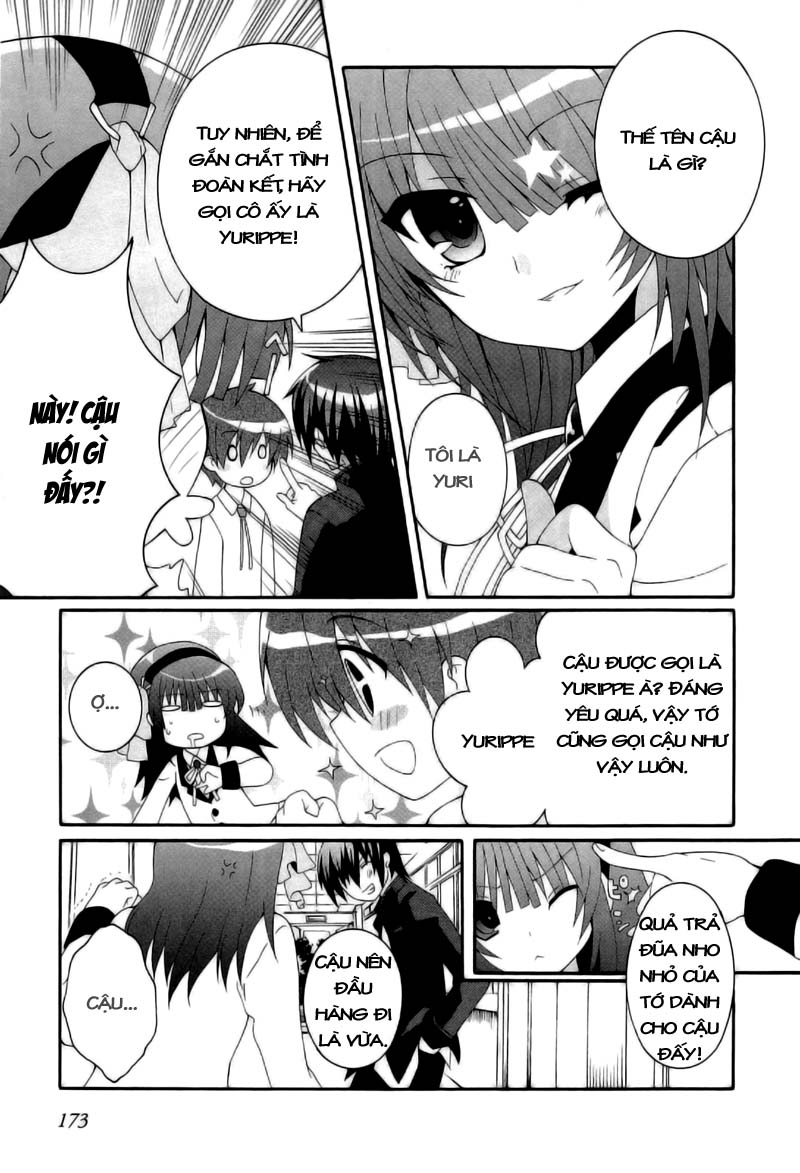 THẾ TÊN CẬU
LÀ GÌ?
TÔI LÀ
YURI
TUY NHIÊN, ĐỂ
GẮN CHẮT TÌNH
ĐOÀN KẾT, HÃY
GỌI CÔ ẤY LÀ
YURIPPE!
NÀY! CẬU
NÓI GÌ
ĐẤY?!
CẬU ĐƯỢC GỌI LÀ
YURIPPE À? ĐÁNG
YÊU QUÁ, VẬY TỚ
CŨNG GỌI CẬU NHƯ
VẬY LUÔN.
YURIPPE
Ợ...
QUẢ TRẢ
ĐŨA NHO
NHỎ CỦA
TỚ DÀNH
CHO CẬU
ĐẤY!
CẬU NÊN
ĐẦU
HÀNG ĐI
LÀ VỪA.
CẬU...
173